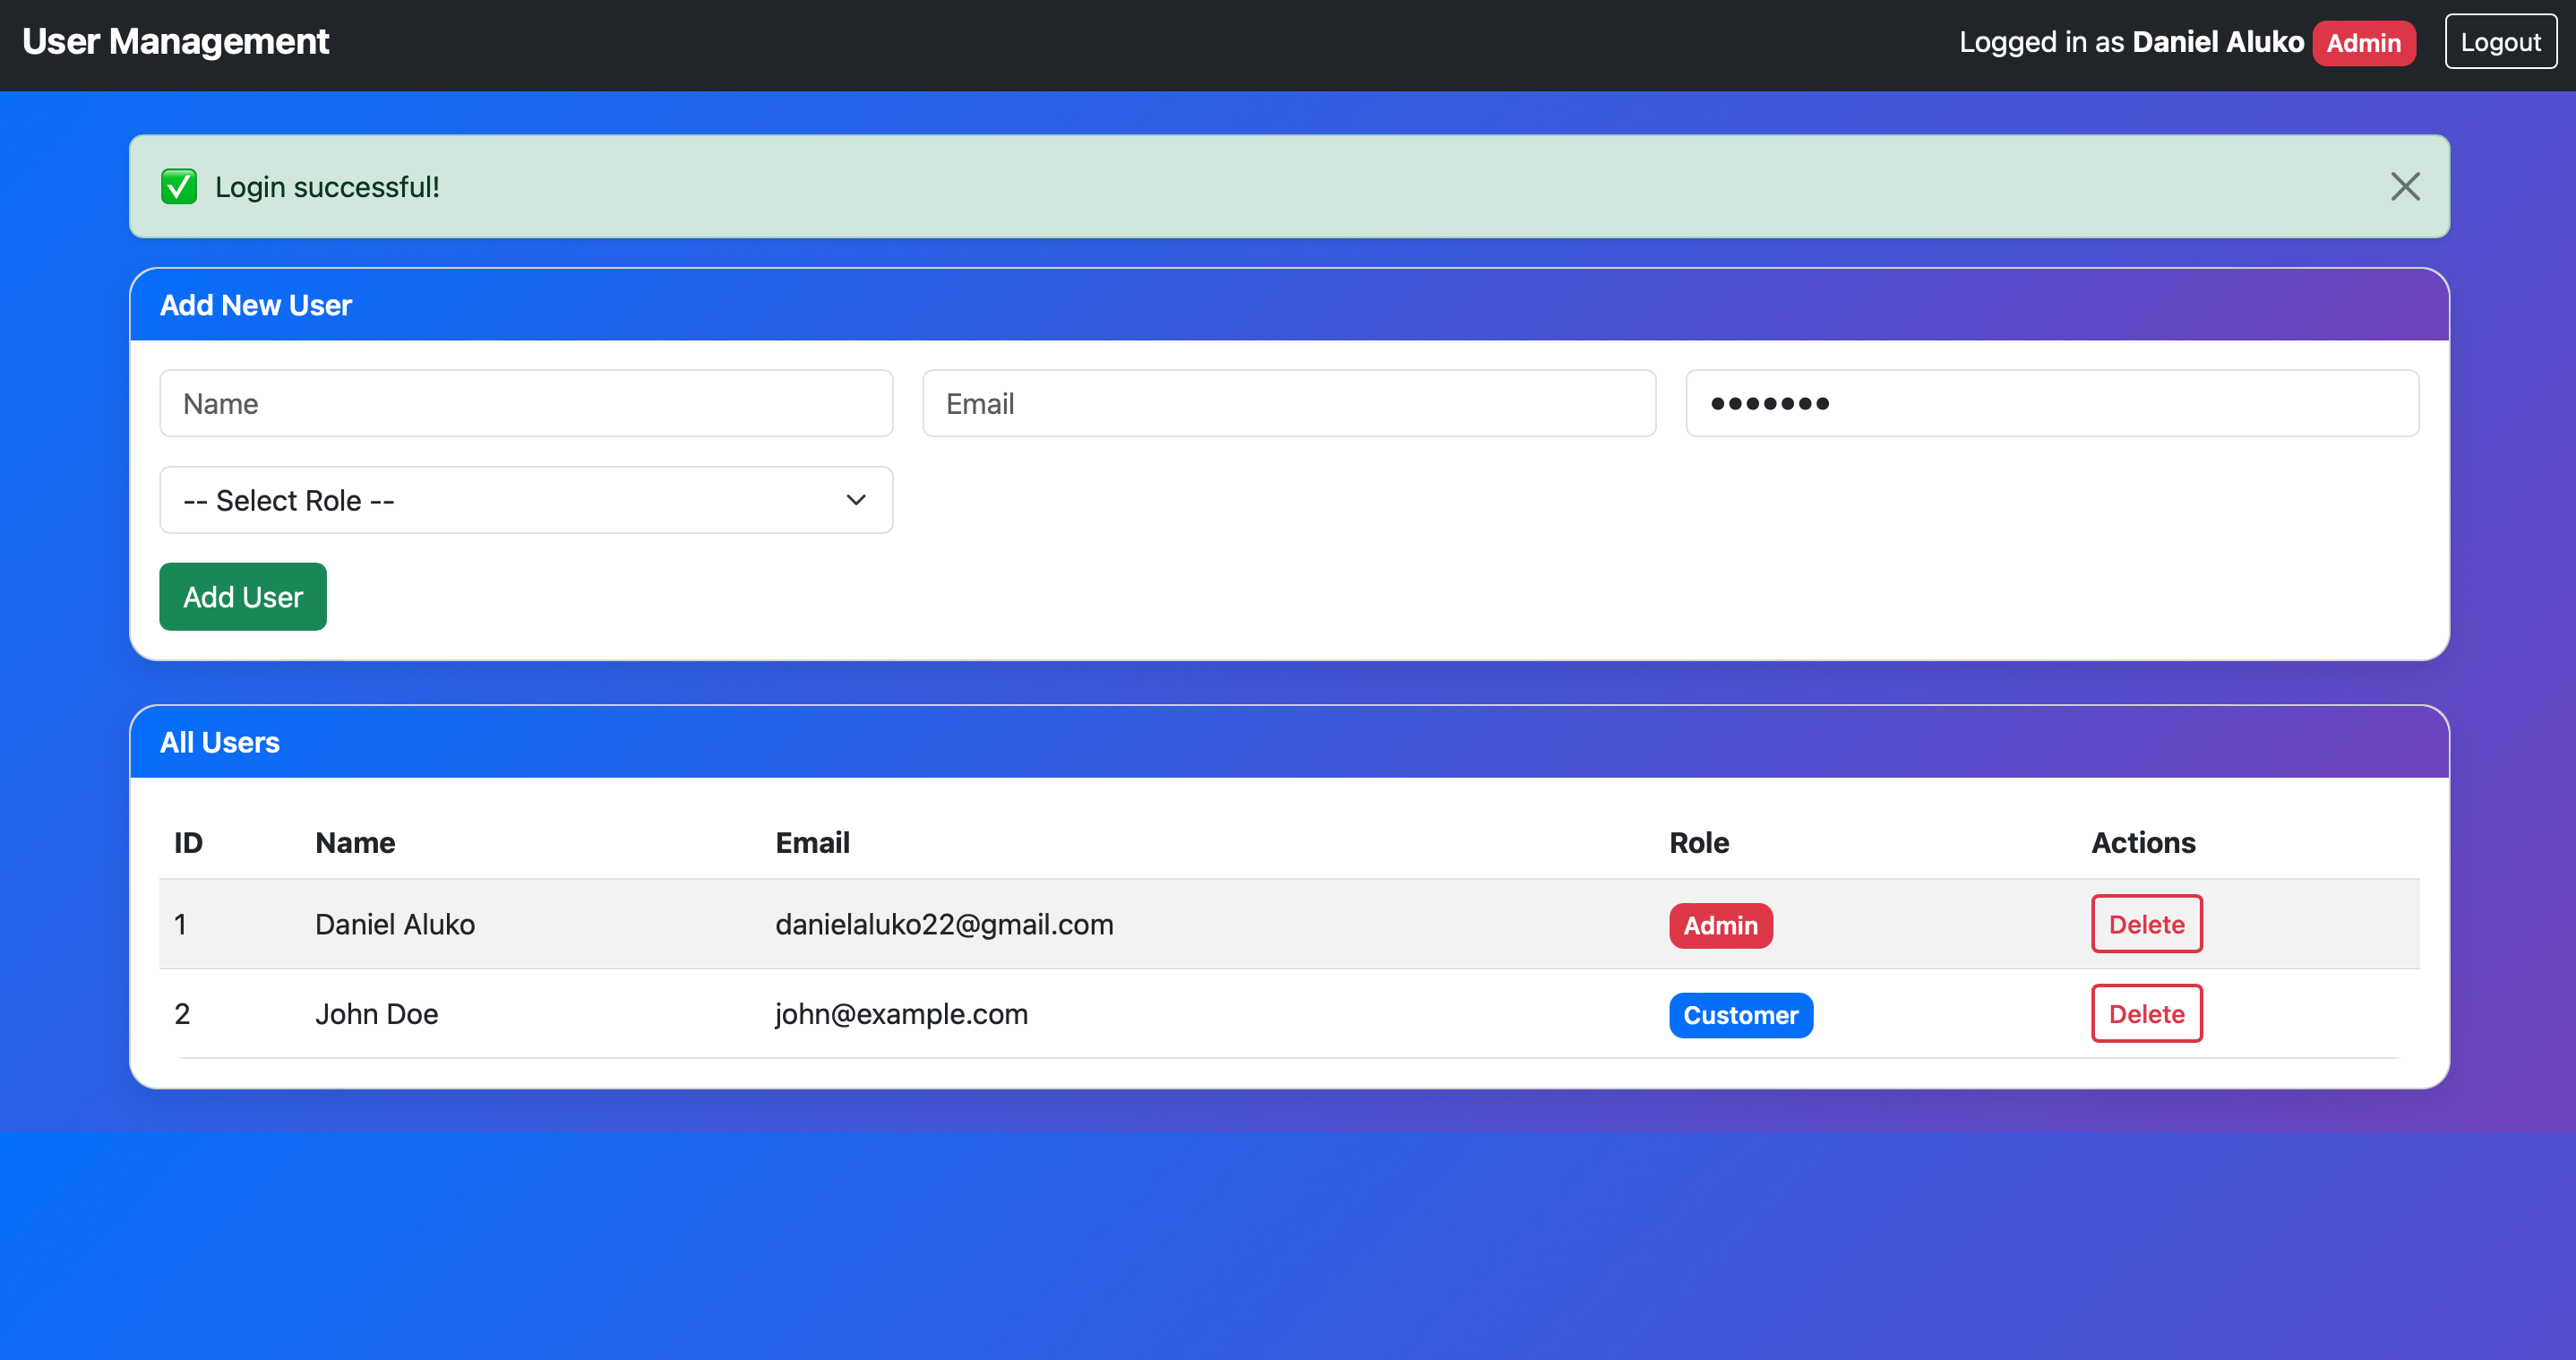 User Management
Logged in as Daniel Aluko Admin Logout
✅ Login successful!
Add New User
Name Email •••••••
-- Select Role --
Add User
All Users
ID Name Email Role Actions
1 Daniel Aluko danielaluko22@gmail.com Admin Delete
2 John Doe john@example.com Customer Delete